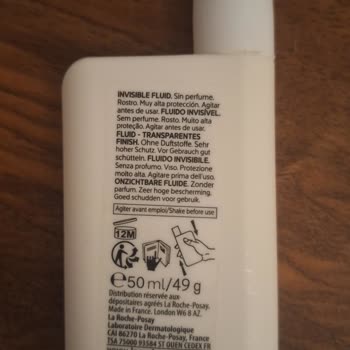 INVISIBLE FLUID. Sin perfume.
Rostro. Muy alta protección. Agitar
antes de usar. FLUIDO INVISÍVEL.
Sem perfume. Rosto. Muito alta
proteção. Agitar antes de usar.
FLUID - TRANSPARENTES
FINISH. Ohne Duftstoffe. Sehr
hoher Schutz. Vor Gebrauch gut
schütteln. FLUIDO INVISIBILE.
Senza profumo. Viso. Protezione
molto alta. Agitare prima dell'uso.
ONZICHTBARE FLUIDE. Zonder
parfum. Zeer hoge bescherming.
Goed schudden voor gebruik.
Agiter avant emploi/Shake before use
12M
℮50 ml/49 g
Distribution réservée aux
dépositaires agréés La Roche-Posay.
Made in France. London W6 8 AZ.
La Roche-Posay
Laboratoire Dermatologique
CAI 86270 La Roche-Posay, France
TSA 75000 93584 ST OUEN CEDEX FR